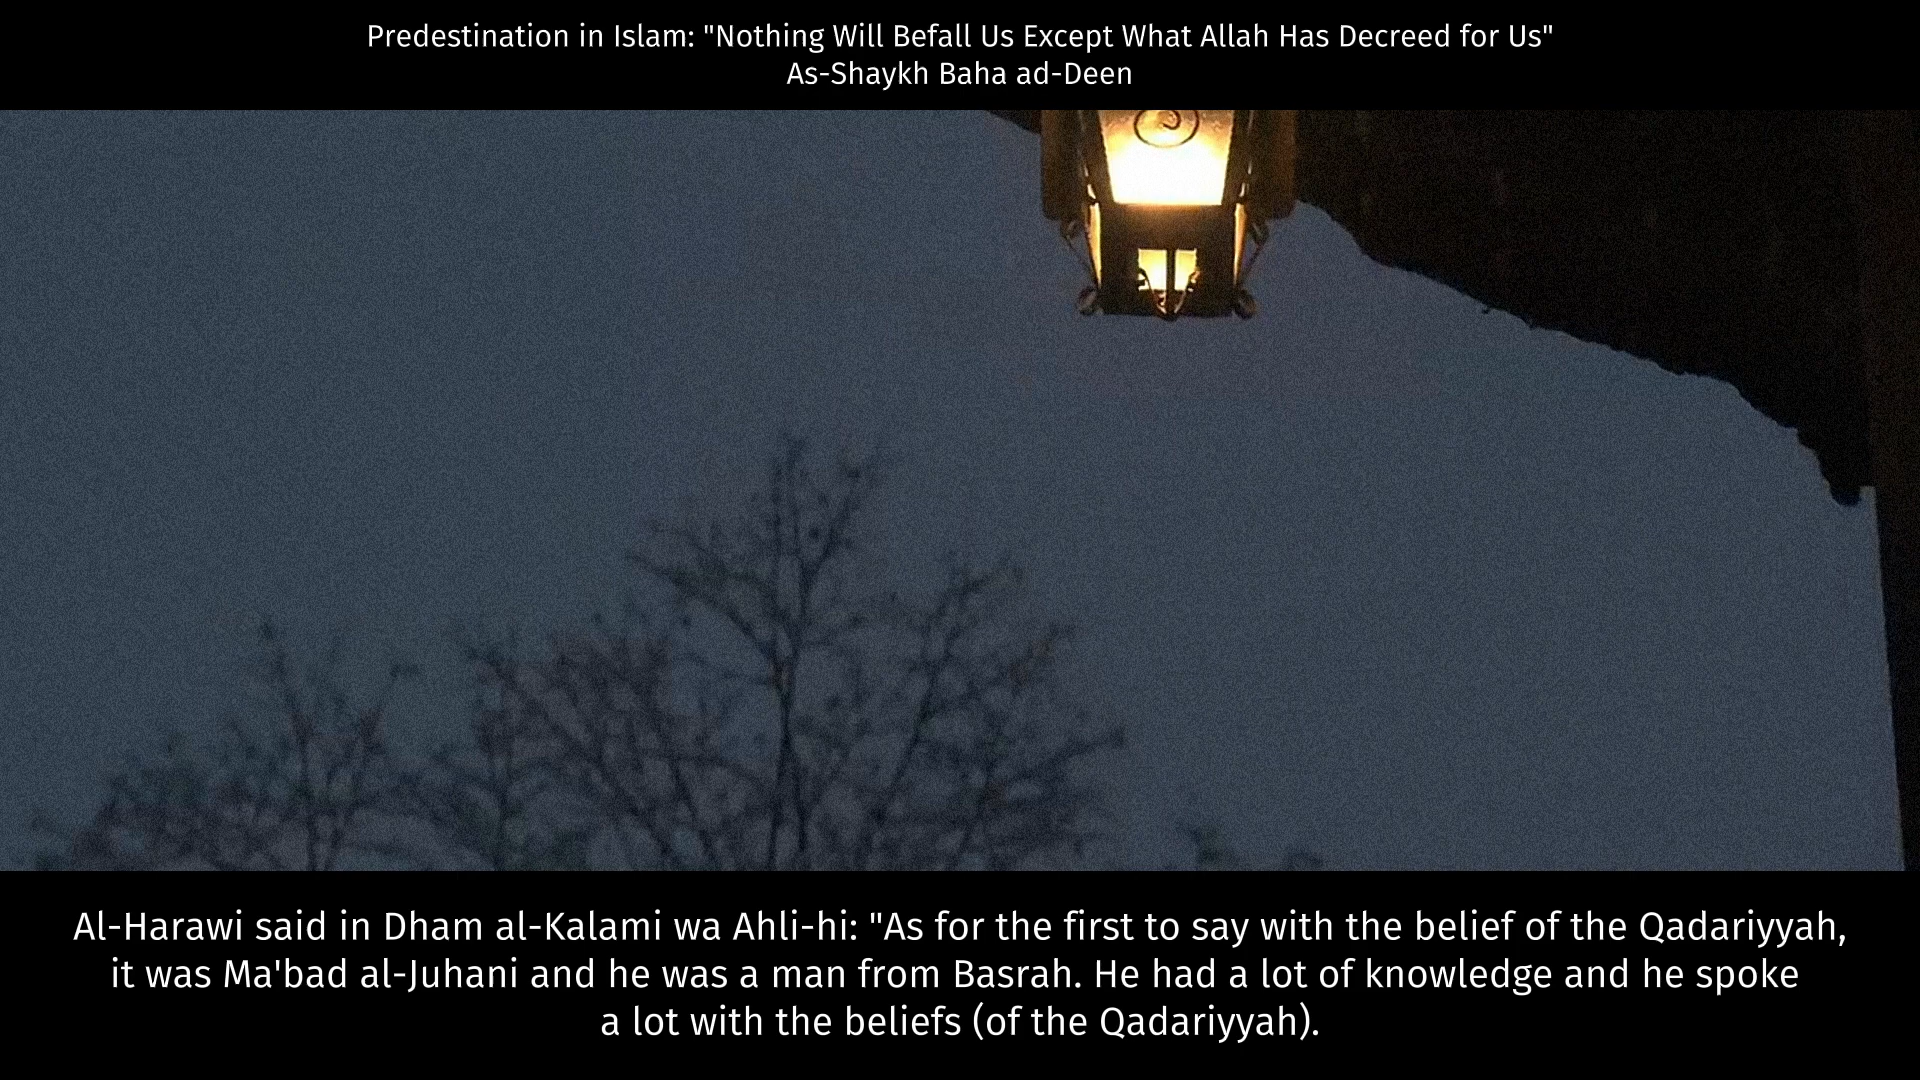 Predestination in Islam: "Nothing Will Befall Us Except What Allah Has Decreed for Us"
As-Shaykh Baha ad-Deen
Al-Harawi said in Dham al-Kalami wa Ahli-hi: "As for the first to say with the belief of the Qadariyyah,
it was Ma'bad al-Juhani and he was a man from Basrah. He had a lot of knowledge and he spoke
a lot with the beliefs (of the Qadariyyah).